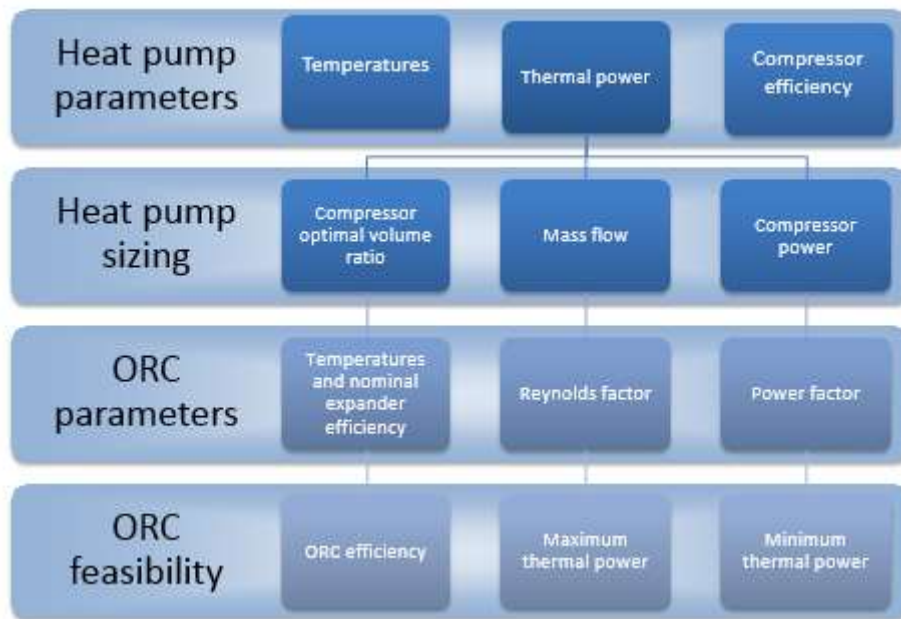 Heat pump
parameters
Temperatures
Thermal power
Compressor
efficiency
Heat pump
sizing
Compressor
optimal volume
ratio
Mass flow
Compressor
power
ORC
parameters
Temperatures
and nominal
expander
efficiency
Reynolds factor
Power factor
ORC
feasibility
ORC efficiency
Maximum
thermal power
Minimum
thermal power